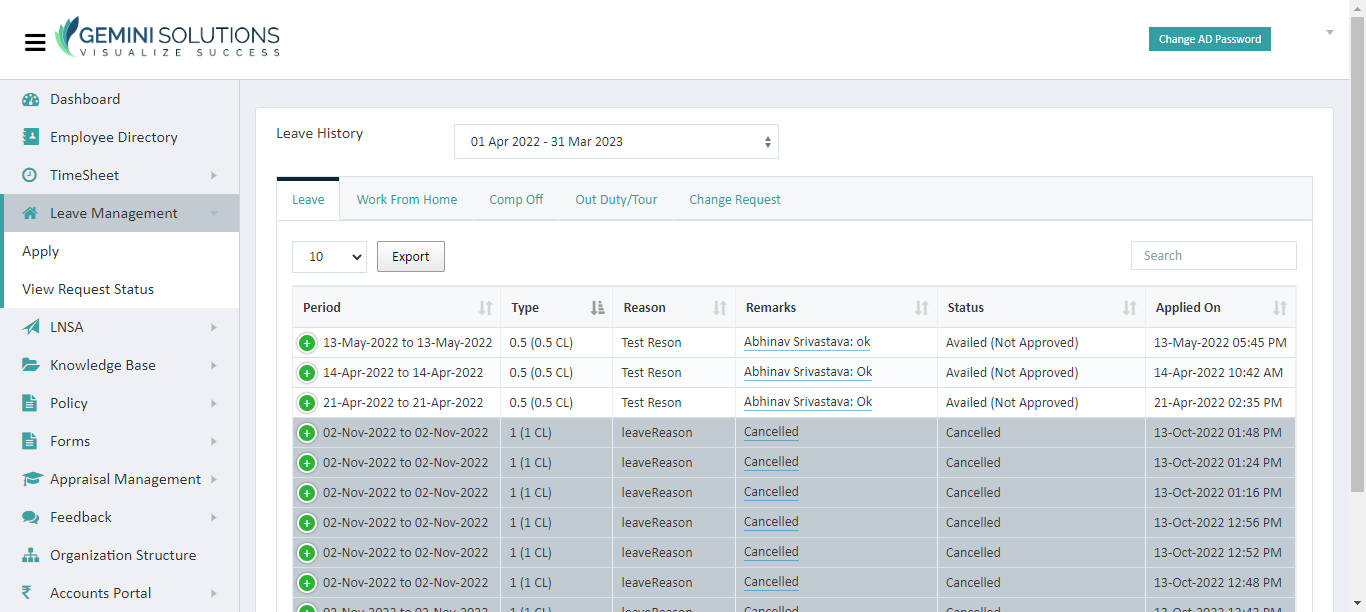 GEMINI SOLUTIONS
VISUALIZE SUCCESS
Change AD Password
Dashboard
Employee Directory
TimeSheet
Leave Management
Apply
View Request Status
LNSA
Knowledge Base
Policy
Forms
Appraisal Management
Feedback
Organization Structure
Accounts Portal
Leave History
01 Apr 2022 - 31 Mar 2023
Leave Work From Home Comp Off Out Duty/Tour Change Request
10 Export Search
Period Type Reason Remarks Status Applied On
13-May-2022 to 13-May-2022 0.5 (0.5 CL) Test Reson Abhinav Srivastava: ok Availed (Not Approved) 13-May-2022 05:45 PM
14-Apr-2022 to 14-Apr-2022 0.5 (0.5 CL) Test Reson Abhinav Srivastava: Ok Availed (Not Approved) 14-Apr-2022 10:42 AM
21-Apr-2022 to 21-Apr-2022 0.5 (0.5 CL) Test Reson Abhinav Srivastava: Ok Availed (Not Approved) 21-Apr-2022 02:35 PM
02-Nov-2022 to 02-Nov-2022 1 (1 CL) leaveReason Cancelled Cancelled 13-Oct-2022 01:48 PM
02-Nov-2022 to 02-Nov-2022 1 (1 CL) leaveReason Cancelled Cancelled 13-Oct-2022 01:24 PM
02-Nov-2022 to 02-Nov-2022 1 (1 CL) leaveReason Cancelled Cancelled 13-Oct-2022 01:16 PM
02-Nov-2022 to 02-Nov-2022 1 (1 CL) leaveReason Cancelled Cancelled 13-Oct-2022 12:56 PM
02-Nov-2022 to 02-Nov-2022 1 (1 CL) leaveReason Cancelled Cancelled 13-Oct-2022 12:52 PM
02-Nov-2022 to 02-Nov-2022 1 (1 CL) leaveReason Cancelled Cancelled 13-Oct-2022 12:48 PM